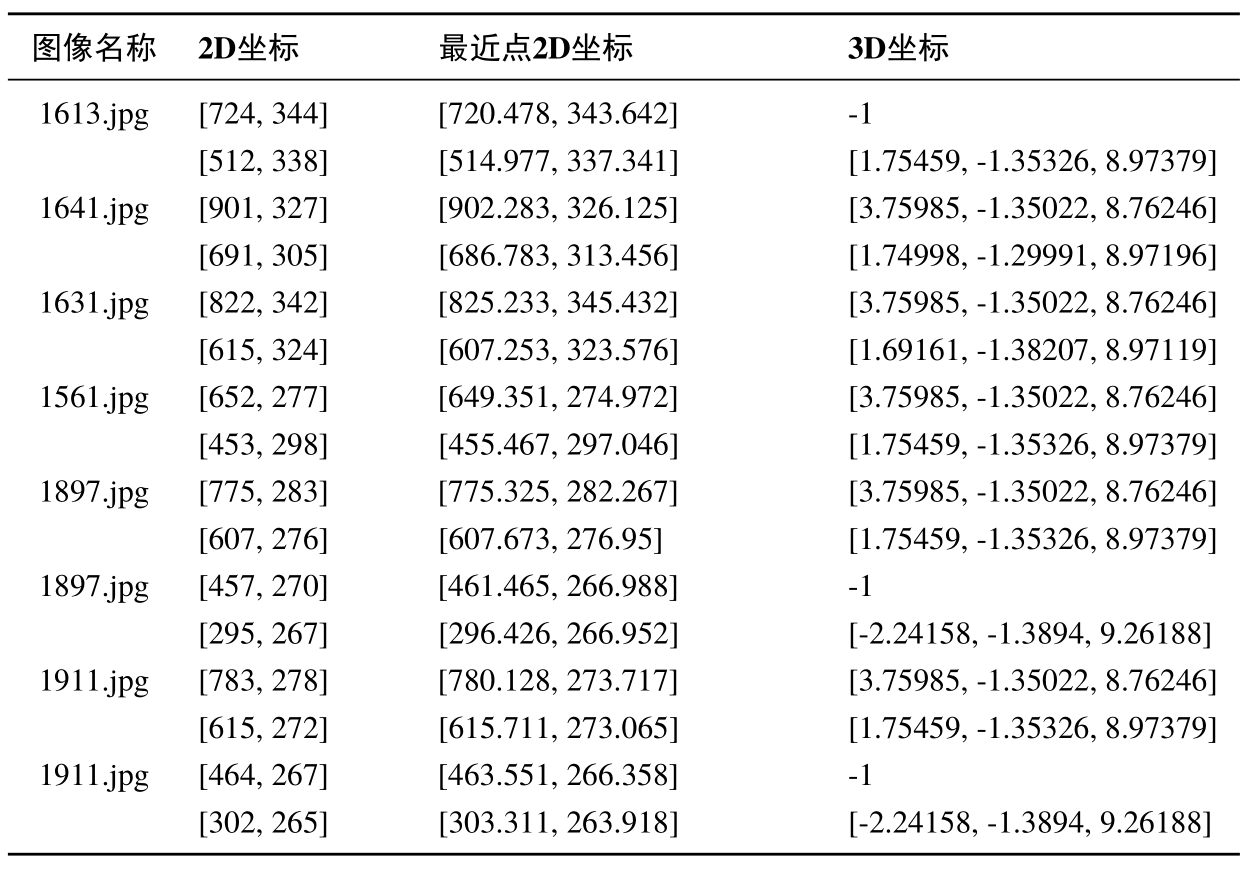 图像名称 2D坐标 最近点2D坐标 3D坐标
1613.jpg [724, 344] [720.478, 343.642] -1
[512, 338] [514.977, 337.341] [1.75459, -1.35326, 8.97379]
1641.jpg [901, 327] [902.283, 326.125] [3.75985, -1.35022, 8.76246]
[691, 305] [686.783, 313.456] [1.74998, -1.29991, 8.97196]
1631.jpg [822, 342] [825.233, 345.432] [3.75985, -1.35022, 8.76246]
[615, 324] [607.253, 323.576] [1.69161, -1.38207, 8.97119]
1561.jpg [652, 277] [649.351, 274.972] [3.75985, -1.35022, 8.76246]
[453, 298] [455.467, 297.046] [1.75459, -1.35326, 8.97379]
1897.jpg [775, 283] [775.325, 282.267] [3.75985, -1.35022, 8.76246]
[607, 276] [607.673, 276.95] [1.75459, -1.35326, 8.97379]
1897.jpg [457, 270] [461.465, 266.988] -1
[295, 267] [296.426, 266.952] [-2.24158, -1.3894, 9.26188]
1911.jpg [783, 278] [780.128, 273.717] [3.75985, -1.35022, 8.76246]
[615, 272] [615.711, 273.065] [1.75459, -1.35326, 8.97379]
1911.jpg [464, 267] [463.551, 266.358] -1
[302, 265] [303.311, 263.918] [-2.24158, -1.3894, 9.26188]